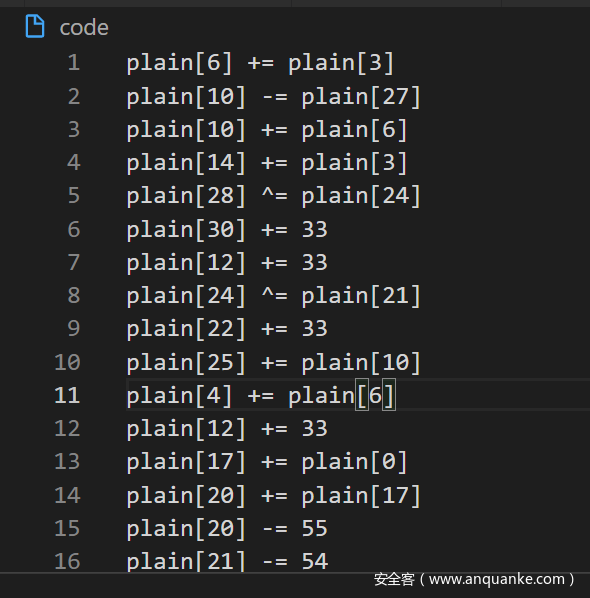 code
1 plain[6] += plain[3]
2 plain[10] -= plain[27]
3 plain[10] += plain[6]
4 plain[14] += plain[3]
5 plain[28] ^= plain[24]
6 plain[30] += 33
7 plain[12] += 33
8 plain[24] ^= plain[21]
9 plain[22] += 33
10 plain[25] += plain[10]
11 plain[4] += plain[6]
12 plain[12] += 33
13 plain[17] += plain[0]
14 plain[20] += plain[17]
15 plain[20] -= 55
16 plain[21] -= 54
安全客（www.anquanke.com）